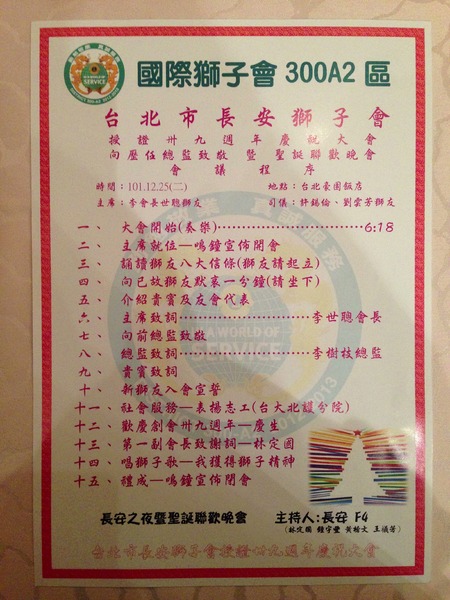 國際獅子會 300A2 區
台北市長安獅子會
授證卅九週年慶祝大會
向歷任總監致敬 暨 聖誕聯歡晚會
會議程序
時間：101.12.25(二) 地點：台北豪園飯店
主席：李會長世聰獅友 司儀：許錫倫、劉雲芳獅友
一、 大會開始(奏樂)……………………6:18
二、 主席就位—鳴鐘宣佈開會
三、 誦讀獅友八大信條(獅友請起立)
四、 向已故獅友默哀一分鐘(請坐下)
五、 介紹貴賓及友會代表
六、 主席致詞……………………李世聰會長
七、 向前總監致敬
八、 總監致詞……………………李樹枝總監
九、 貴賓致詞
十、 新獅友入會宣誓
十一、 社會服務—表揚志工(台大北護分院)
十二、 歡慶創會卅九週年—慶生
十三、 第一副會長致謝詞—林定國
十四、 唱獅子歌—我獲得獅子精神
十五、 禮成—鳴鐘宣佈閉會
長安之夜暨聖誕聯歡晚會 主持人:長安 F4
台北市長安獅子會授證卅九週年慶祝大會
WE A WORLD OF
SERVICE